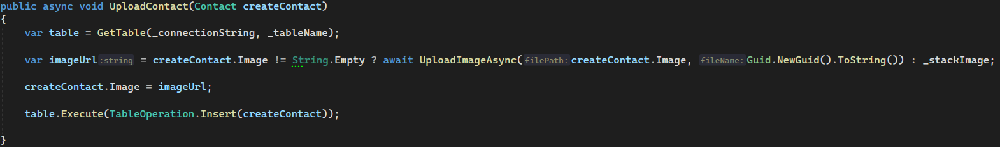 public async void UploadContact(Contact createContact)
{
var table = GetTable(_connectionString, _tableName);
var imageUrl:string = createContact.Image != String.Empty ? await UploadImageAsync(filePath:createContact.Image, fileName:Guid.NewGuid().ToString()) : _stackImage;
createContact.Image = imageUrl;
table.Execute(TableOperation.Insert(createContact));
}